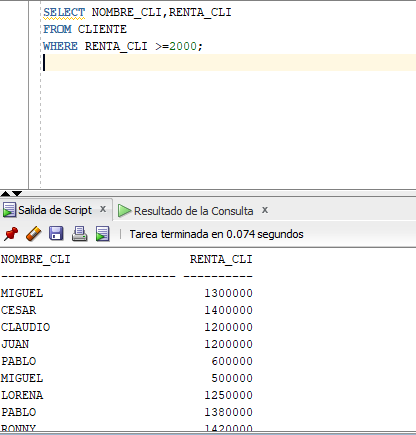 SELECT NOMBRE_CLI,RENTA_CLI
FROM CLIENTE
WHERE RENTA_CLI >=2000;
Salida de Script x Resultado de la Consulta x
Tarea terminada en 0.074 segundos
NOMBRE_CLI RENTA_CLI
------------------------- ----------
MIGUEL 1300000
CESAR 1400000
CLAUDIO 1200000
JUAN 1200000
PABLO 600000
MIGUEL 500000
LORENA 1250000
PABLO 1380000
RONNY 1420000